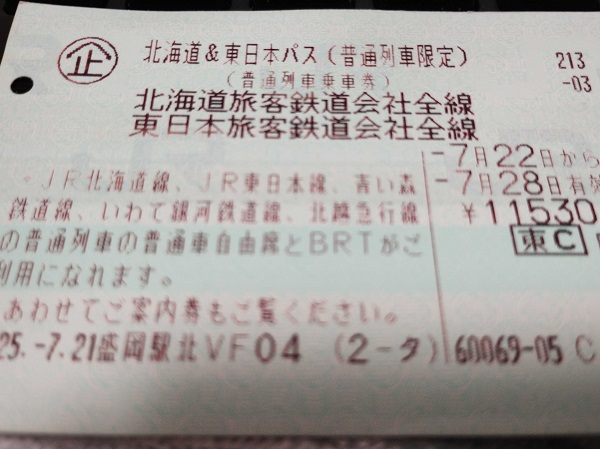 企 北海道&東日本パス(普通列車限定) 213
(普通列車乗車券) -03
北海道旅客鉄道会社全線
東日本旅客鉄道会社全線
-7月22日から
・JR北海道線、JR東日本線、青い森 -7月28日有効
鉄道線、いわて銀河鉄道線、北越急行線 ¥11530
の普通列車の普通車自由席とBRTがご 東C
利用になれます。
あわせてご案内券もご覧ください。
25.-7.21盛岡駅北VF04 (2-タ) 60069-05 C